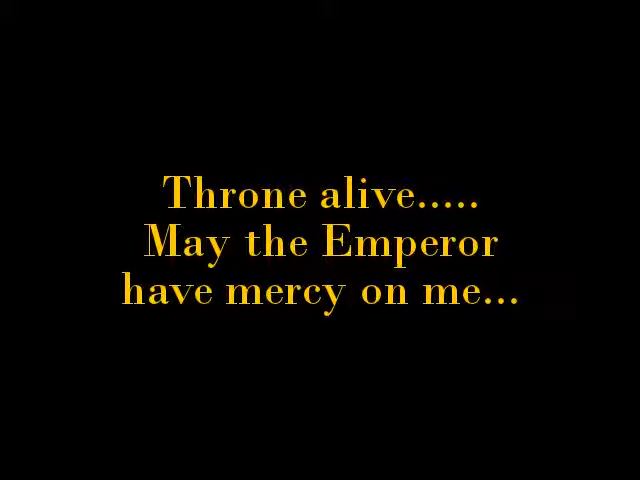 Throne alive.....
May the Emperor
have mercy on me...